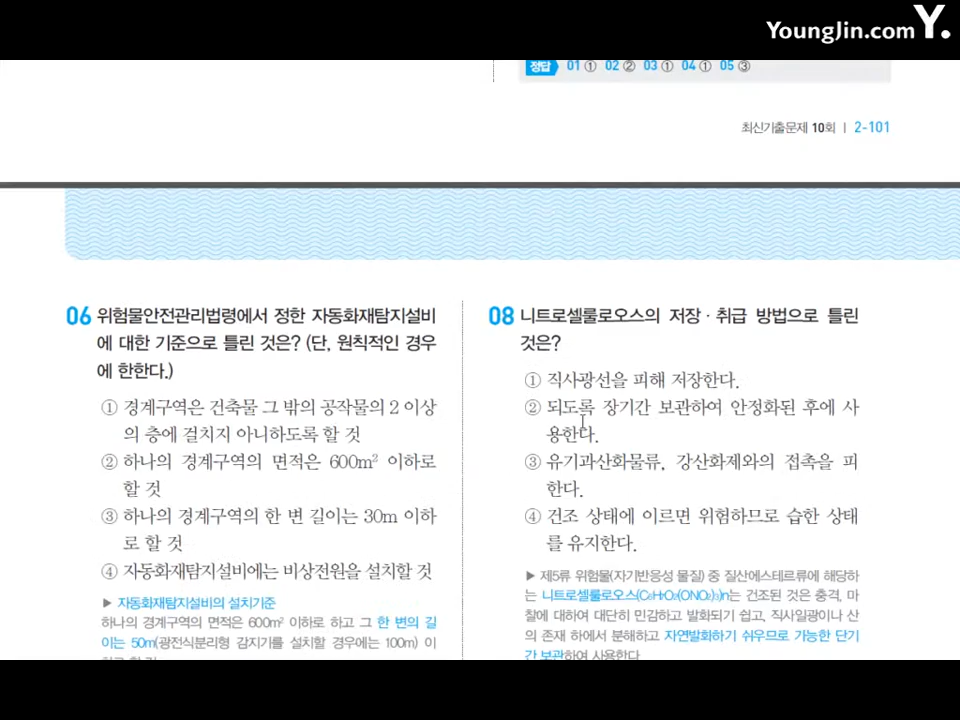 YoungJin.com Y.
정답 01 ① 02 ② 03 ① 04 ① 05 ③
최신기출문제 10회 | 2-101
06 위험물안전관리법령에서 정한 자동화재탐지설비
에 대한 기준으로 틀린 것은? (단, 원칙적인 경우
에 한한다.)
① 경계구역은 건축물 그 밖의 공작물의 2 이상
의 층에 걸치지 아니하도록 할 것
② 하나의 경계구역의 면적은 600m² 이하로
할 것
③ 하나의 경계구역의 한 변 길이는 30m 이하
로 할 것
④ 자동화재탐지설비에는 비상전원을 설치할 것
▶ 자동화재탐지설비의 설치기준
하나의 경계구역의 면적은 600m² 이하로 하고 그 한 변의 길
이는 50m(광전식분리형 감지기를 설치할 경우에는 100m) 이
08 니트로셀룰로오스의 저장 · 취급 방법으로 틀린
것은?
① 직사광선을 피해 저장한다.
② 되도록 장기간 보관하여 안정화된 후에 사
용한다.
③ 유기과산화물류, 강산화제와의 접촉을 피
한다.
④ 건조 상태에 이르면 위험하므로 습한 상태
를 유지한다.
▶ 제5류 위험물(자기반응성 물질) 중 질산에스테르류에 해당하
는 니트로셀룰로오스(C₆H₇O₂(ONO₂)₃)n는 건조된 것은 충격, 마
찰에 대하여 대단히 민감하고 발화되기 쉽고, 직사일광이나 산
의 존재 하에서 분해하고 자연발화하기 쉬우므로 가능한 단기
간 보관하여 사용한다